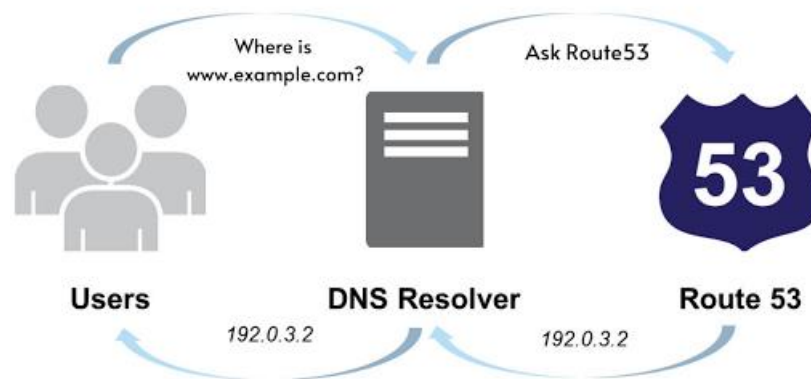 Where is
www.example.com?
Ask Route53
53
Users
DNS Resolver
Route 53
192.0.3.2
192.0.3.2